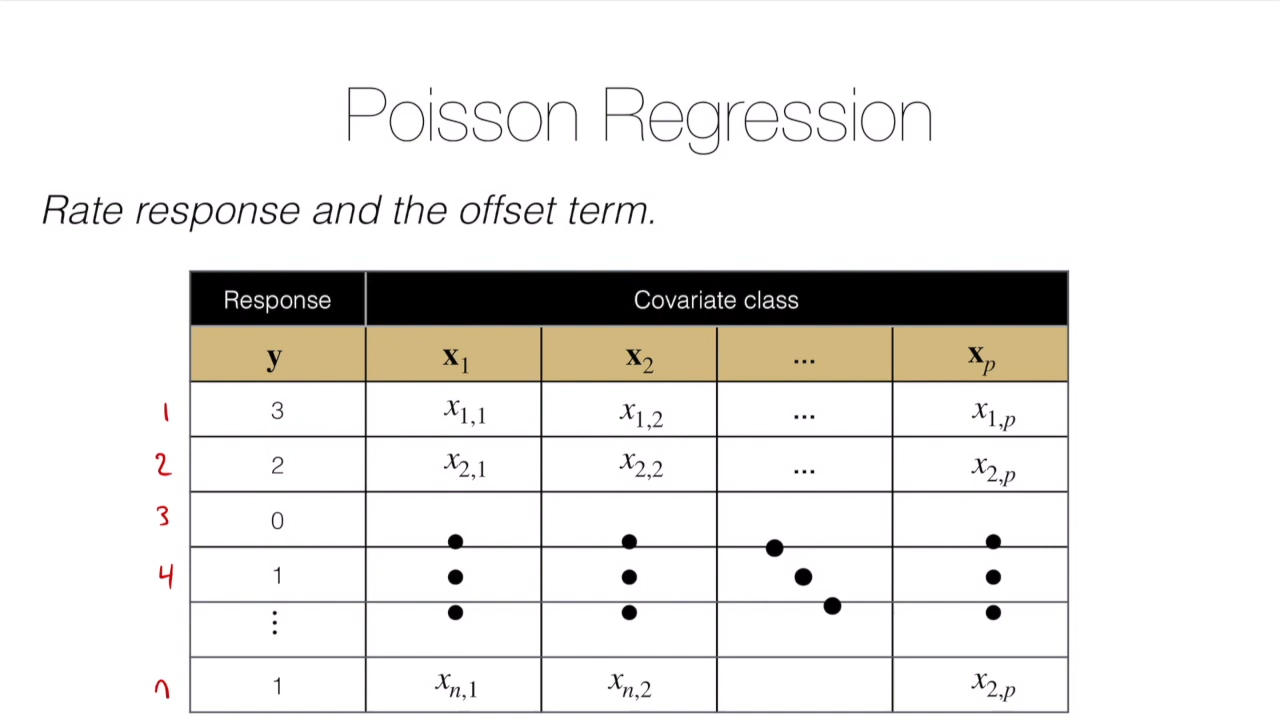 Poisson Regression
Rate response and the offset term.
Response Covariate class
y x₁ x₂ ... xₚ
1 3 x₁,₁ x₁,₂ ... x₁,ₚ
2 2 x₂,₁ x₂,₂ ... x₂,ₚ
3 0
4 1
⋮
n 1 xₙ,₁ xₙ,₂ x₂,ₚ